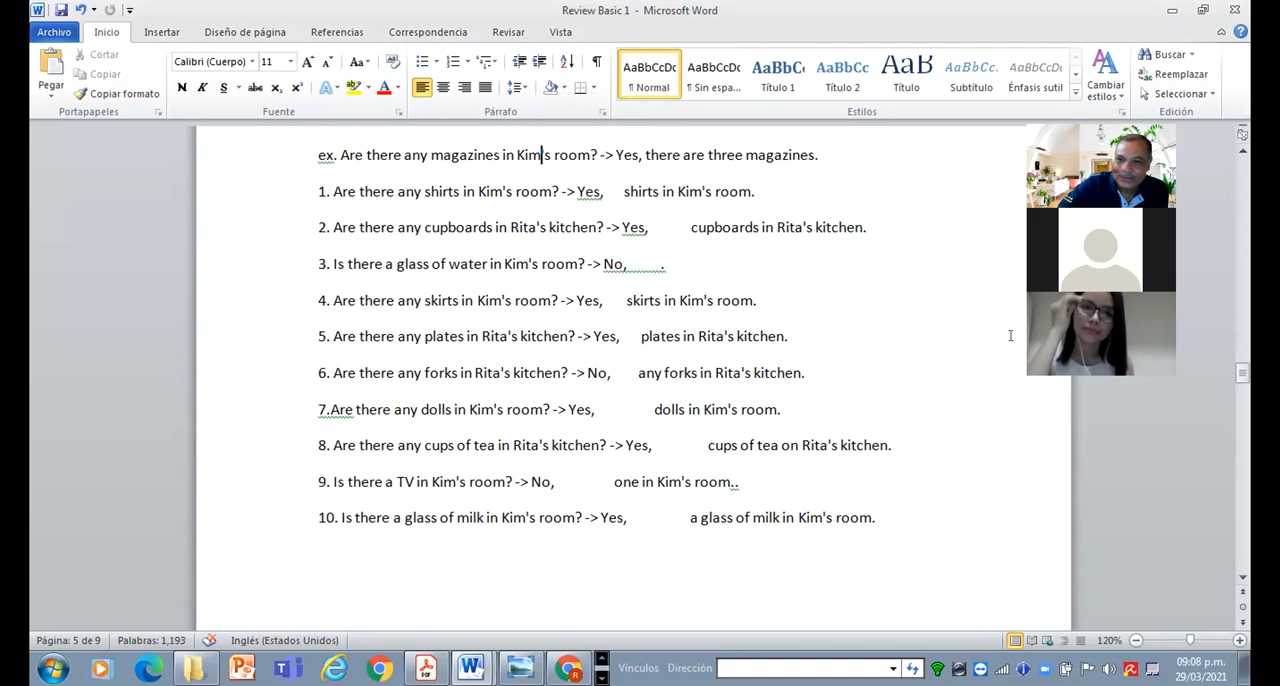 Review Basic 1 - Microsoft Word
Archivo Inicio Insertar Diseño de página Referencias Correspondencia Revisar Vista
Pegar
Cortar
Copiar
Copiar formato
Portapapeles
Calibri (Cuerpo) 11
N K S abc x₂ x²
Fuente
Párrafo
AaBbCcDc AaBbCcDc AaBbC AaBbCc AaB AaBbCc. AaBbCcDc
¶ Normal ¶ Sin espa... Título 1 Título 2 Título Subtítulo Énfasis sutil
Cambiar estilos
Estilos
Buscar
Reemplazar
Seleccionar
Edición
ex. Are there any magazines in Kim's room? -> Yes, there are three magazines.
1. Are there any shirts in Kim's room? -> Yes, shirts in Kim's room.
2. Are there any cupboards in Rita's kitchen? -> Yes, cupboards in Rita's kitchen.
3. Is there a glass of water in Kim's room? -> No, .
4. Are there any skirts in Kim's room? -> Yes, skirts in Kim's room.
5. Are there any plates in Rita's kitchen? -> Yes, plates in Rita's kitchen.
6. Are there any forks in Rita's kitchen? -> No, any forks in Rita's kitchen.
7.Are there any dolls in Kim's room? -> Yes, dolls in Kim's room.
8. Are there any cups of tea in Rita's kitchen? -> Yes, cups of tea on Rita's kitchen.
9. Is there a TV in Kim's room? -> No, one in Kim's room..
10. Is there a glass of milk in Kim's room? -> Yes, a glass of milk in Kim's room.
Página: 5 de 9 Palabras: 1,193 Inglés (Estados Unidos) 120%
Vínculos Dirección
09:08 p.m.
29/03/2021